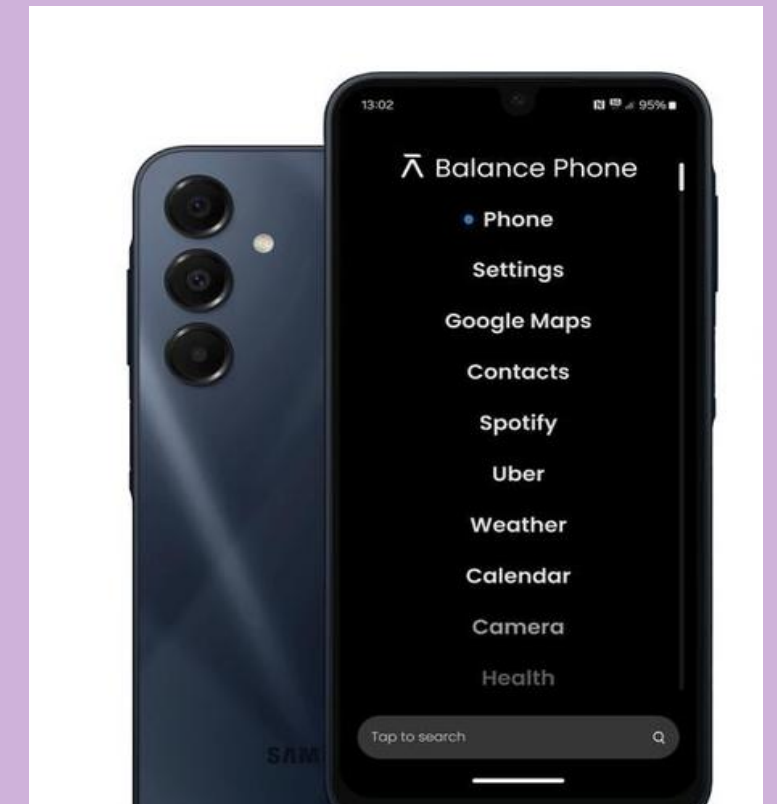 13:02
95%
Balance Phone
Phone
Settings
Google Maps
Contacts
Spotify
Uber
Weather
Calendar
Camera
Health
Tap to search
SAM